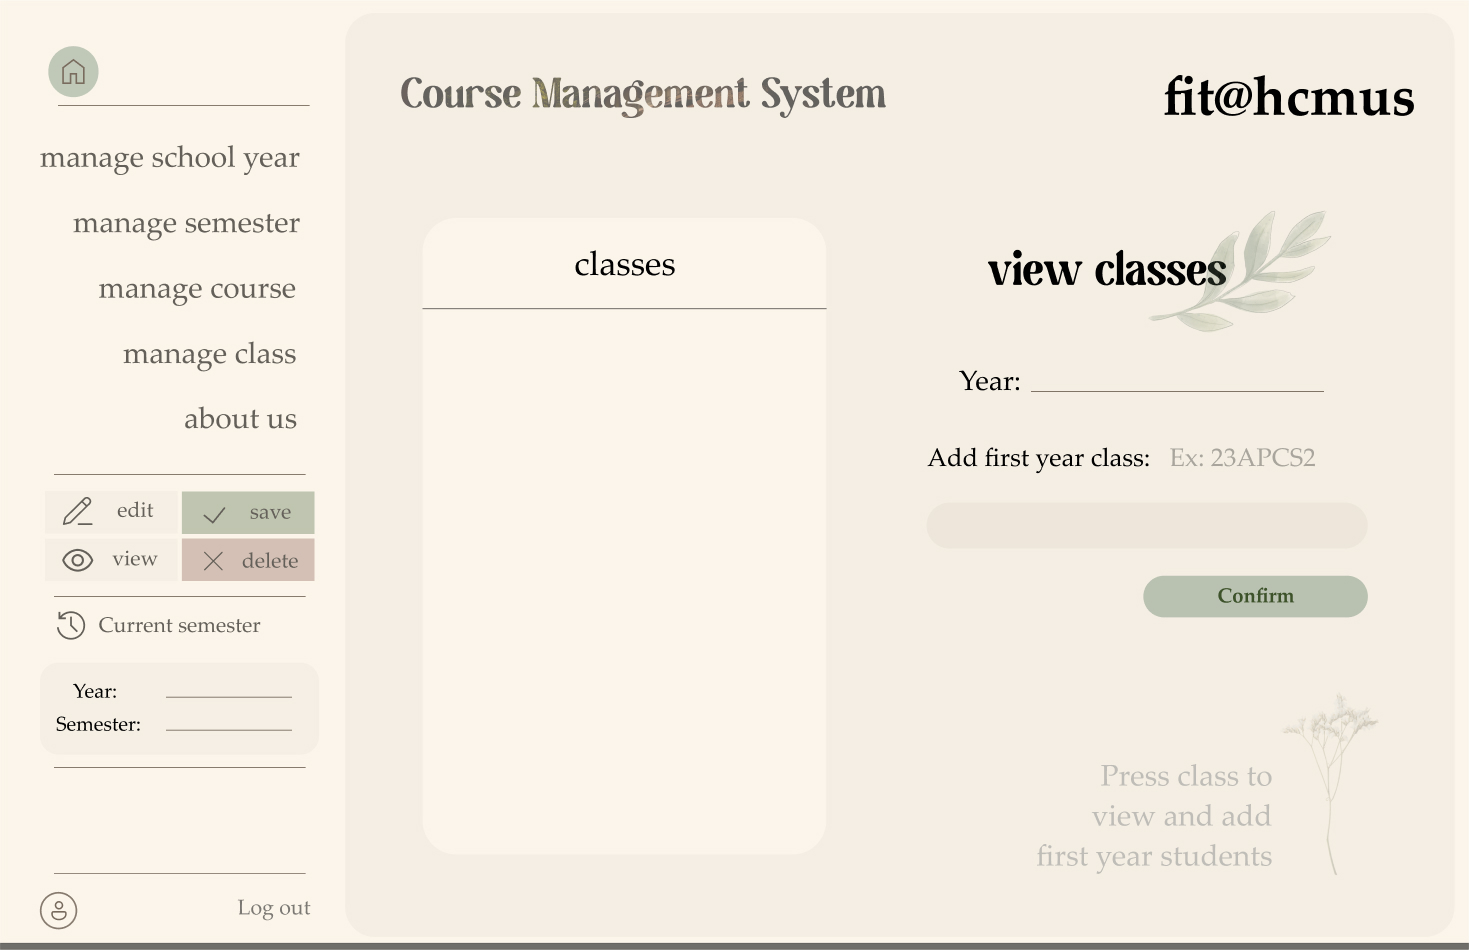 manage school year
manage semester
manage course
manage class
about us
edit
save
view
delete
Current semester
Year:
Semester:
Log out
Course Management System
fit@hcmus
classes
view classes
Year:
Add first year class: Ex: 23APCS2
Confirm
Press class to
view and add
first year students